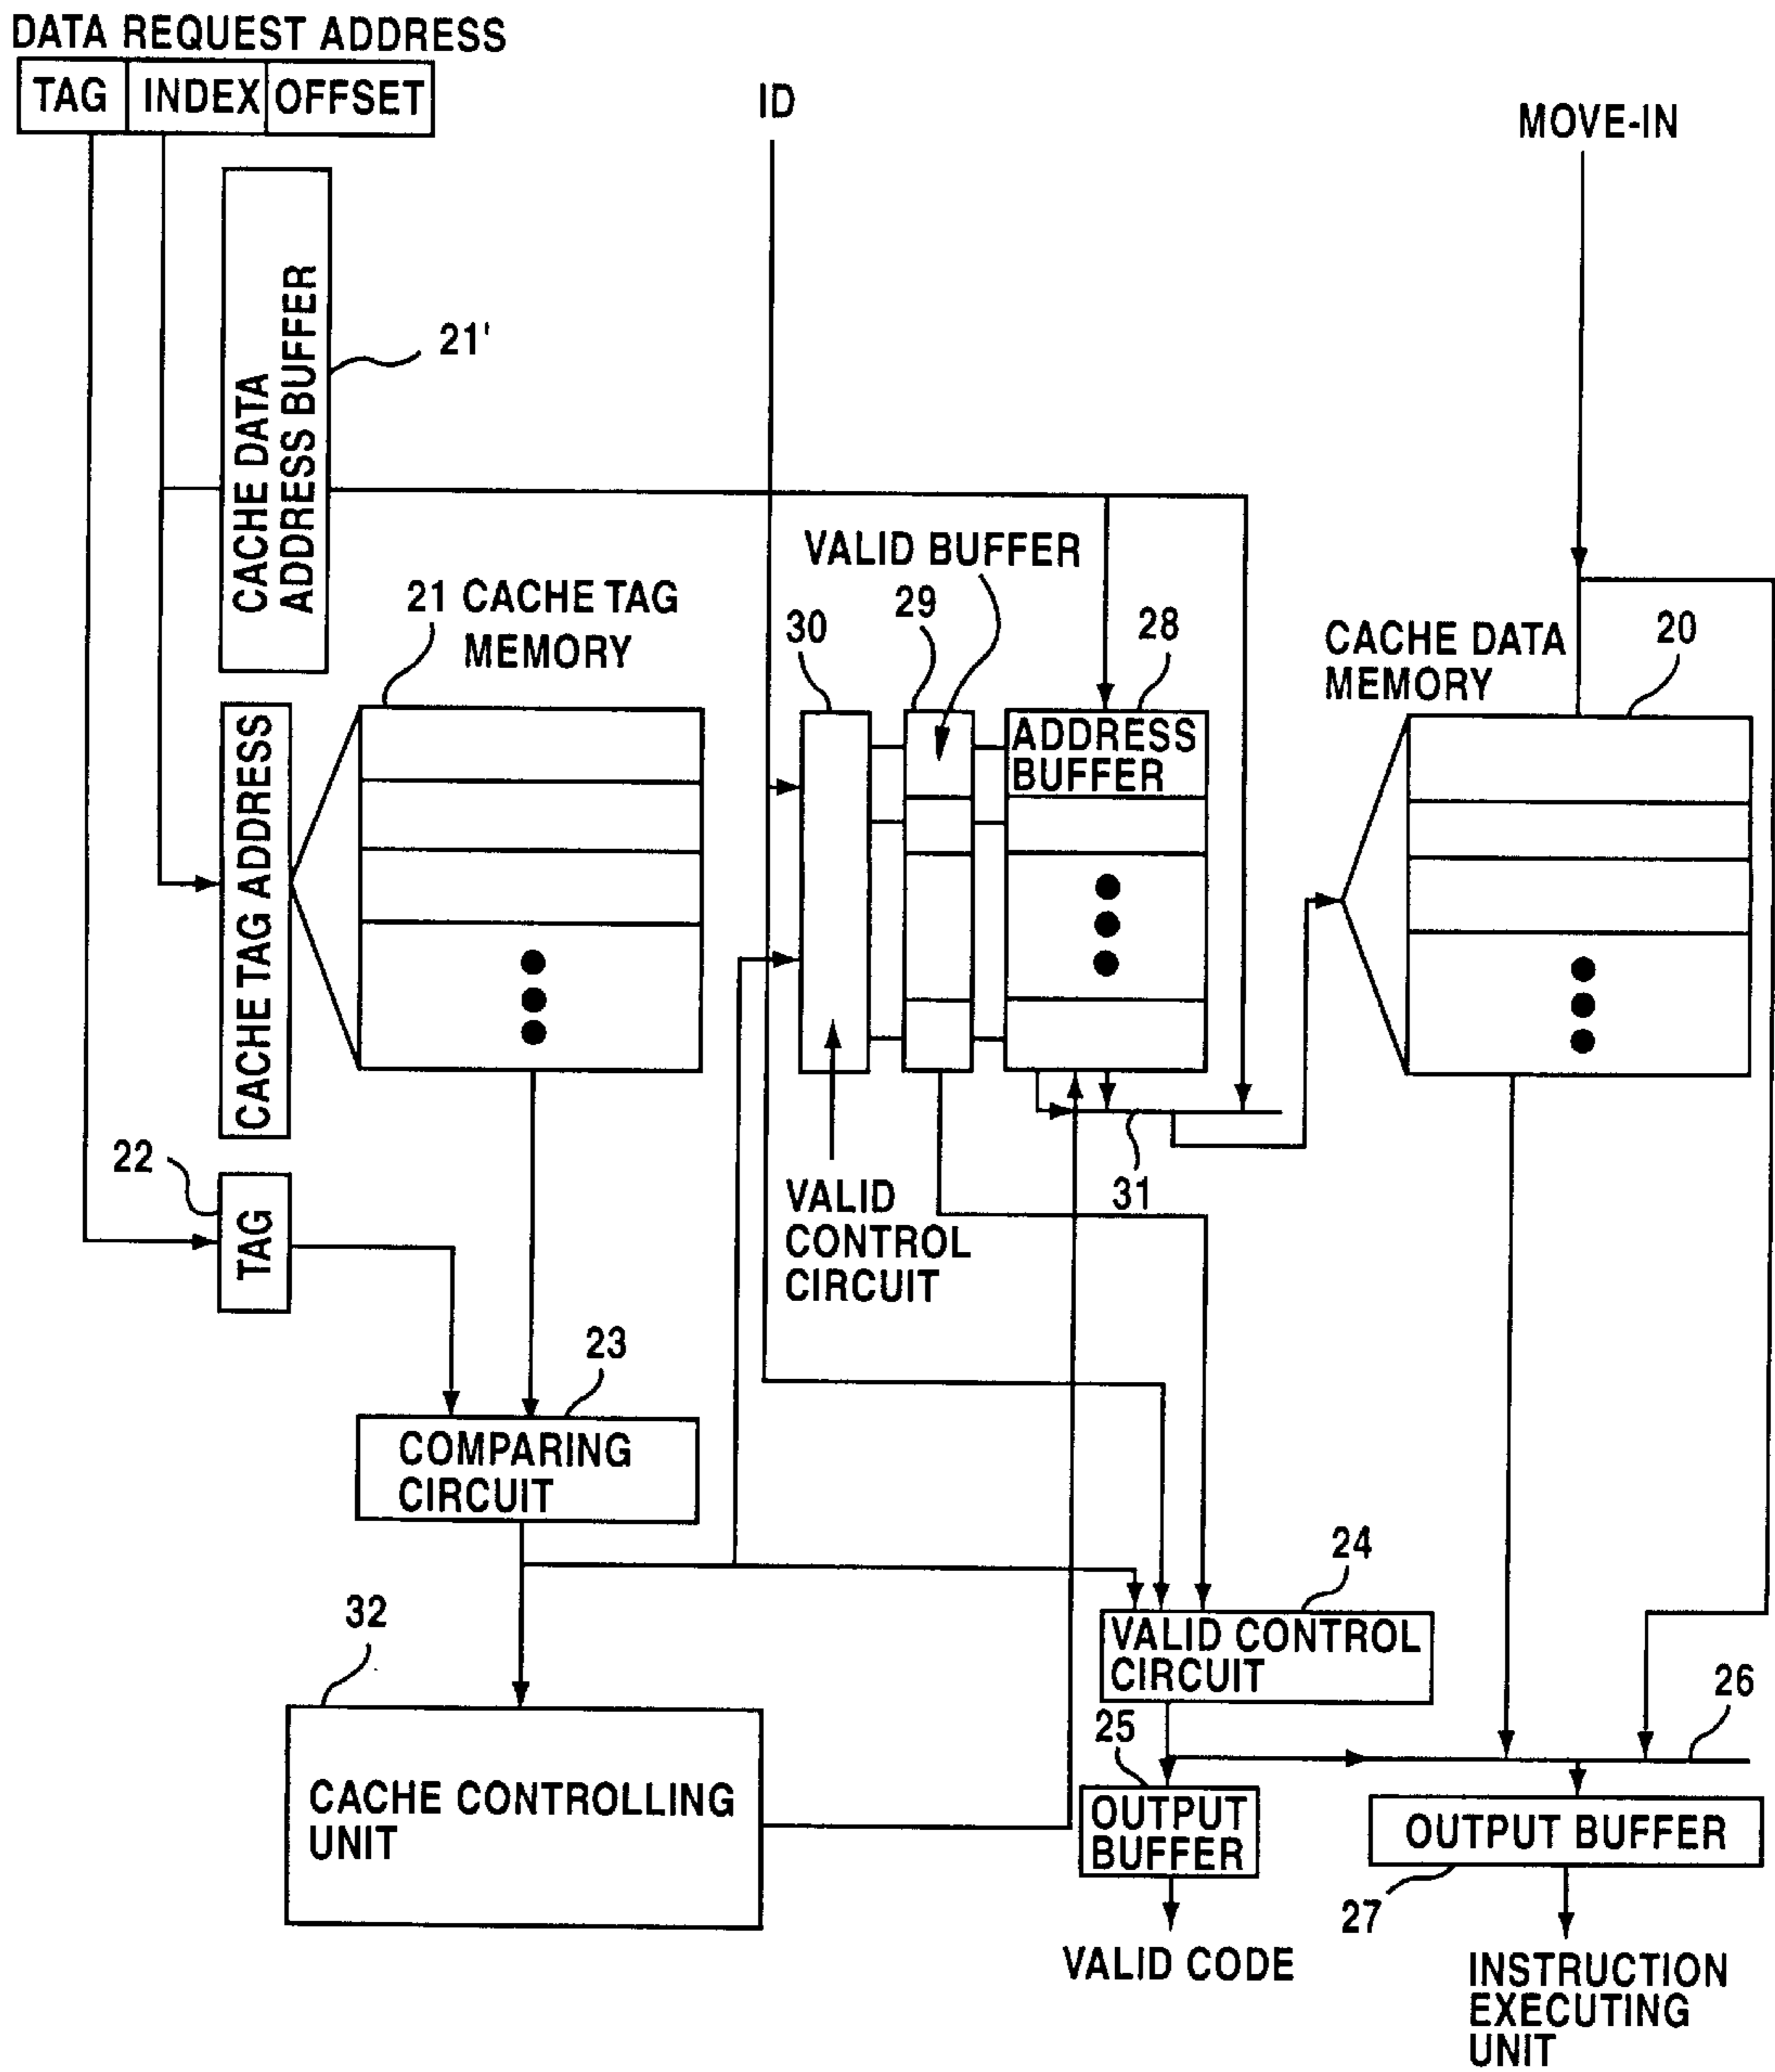 DATA REQUEST ADDRESS
TAG INDEX OFFSET
ID
MOVE-IN
CACHE DATA
ADDRESS BUFFER
21'
VALID BUFFER
21 CACHE TAG
MEMORY
30
29
28
CACHE DATA
MEMORY
20
ADDRESS
BUFFER
CACHE TAG ADDRESS
22
TAG
VALID
CONTROL
CIRCUIT
31
23
COMPARING
CIRCUIT
24
VALID CONTROL
CIRCUIT
32
CACHE CONTROLLING
UNIT
25
26
OUTPUT
BUFFER
OUTPUT BUFFER
27
VALID CODE
INSTRUCTION
EXECUTING
UNIT